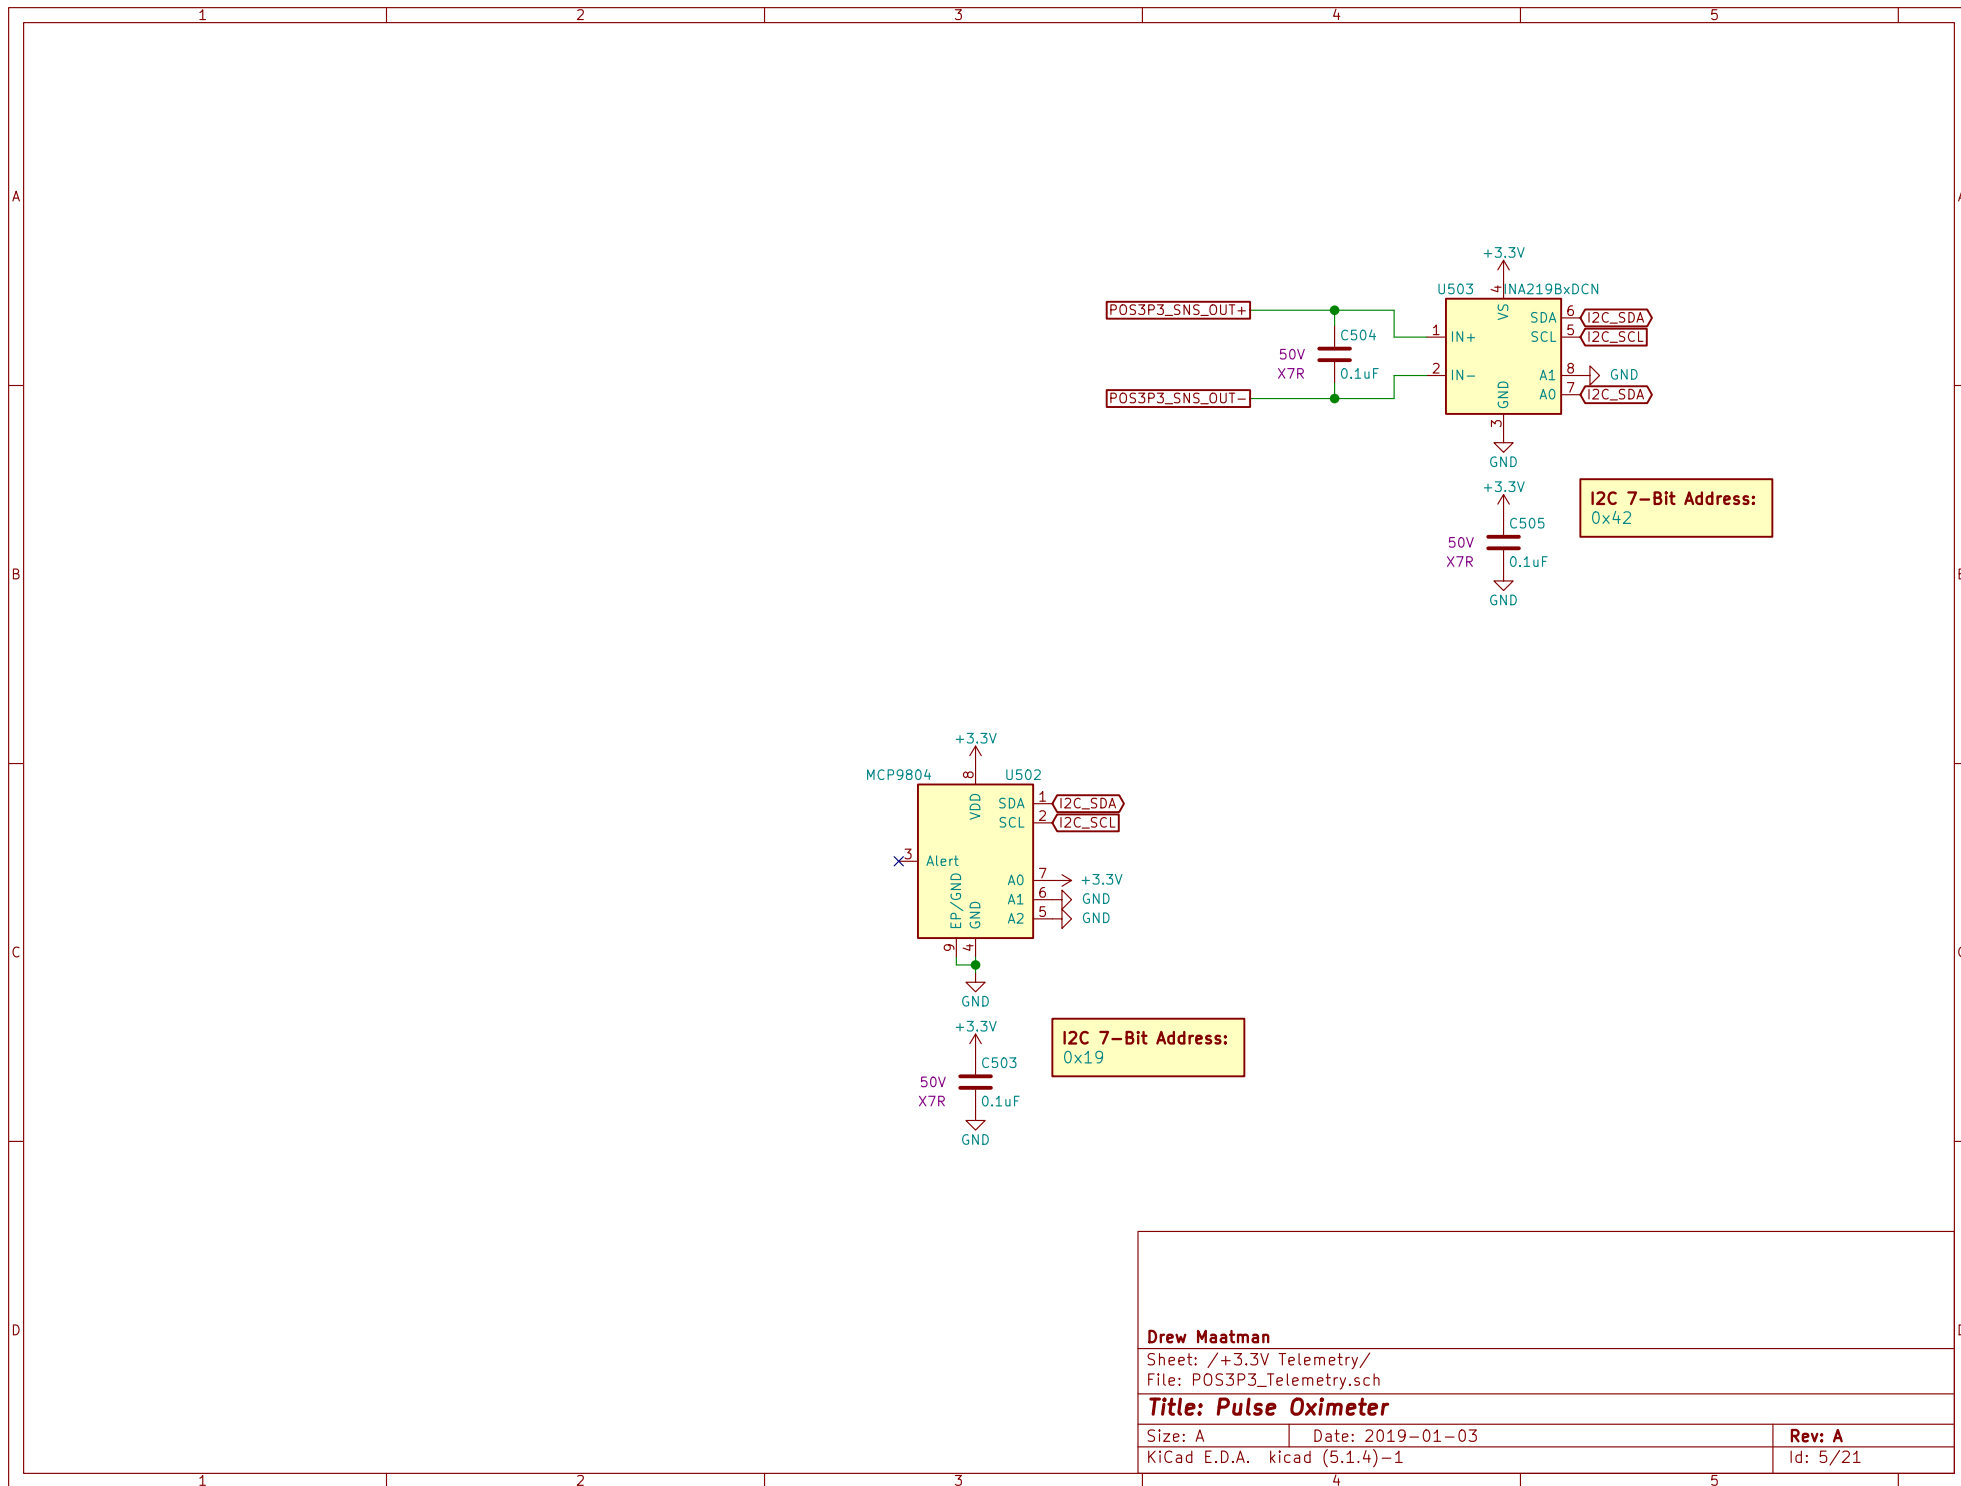 1 2 3 4 5
A
+3.3V
U503 INA219BxDCN
4
VS
POS3P3_SNS_OUT+
SDA 6 I2C_SDA
1 IN+
SCL 5 I2C_SCL
C504
50V
X7R
0.1uF
2 IN-
A1 8 GND
POS3P3_SNS_OUT-
A0 7 I2C_SDA
GND
3
GND
+3.3V
I2C 7-Bit Address:
0x42
C505
50V
X7R
0.1uF
GND
B
+3.3V
MCP9804 U502
8
VDD
SDA 1 I2C_SDA
SCL 2 I2C_SCL
3 Alert
A0 7 +3.3V
A1 6 GND
A2 5 GND
EP/GND
GND
9 4
C
GND
+3.3V
I2C 7-Bit Address:
0x19
C503
50V
X7R
0.1uF
GND
D
Drew Maatman
Sheet: /+3.3V Telemetry/
File: POS3P3_Telemetry.sch
Title: Pulse Oximeter
Size: A Date: 2019-01-03 Rev: A
KiCad E.D.A. kicad (5.1.4)-1 Id: 5/21
1 2 3 4 5